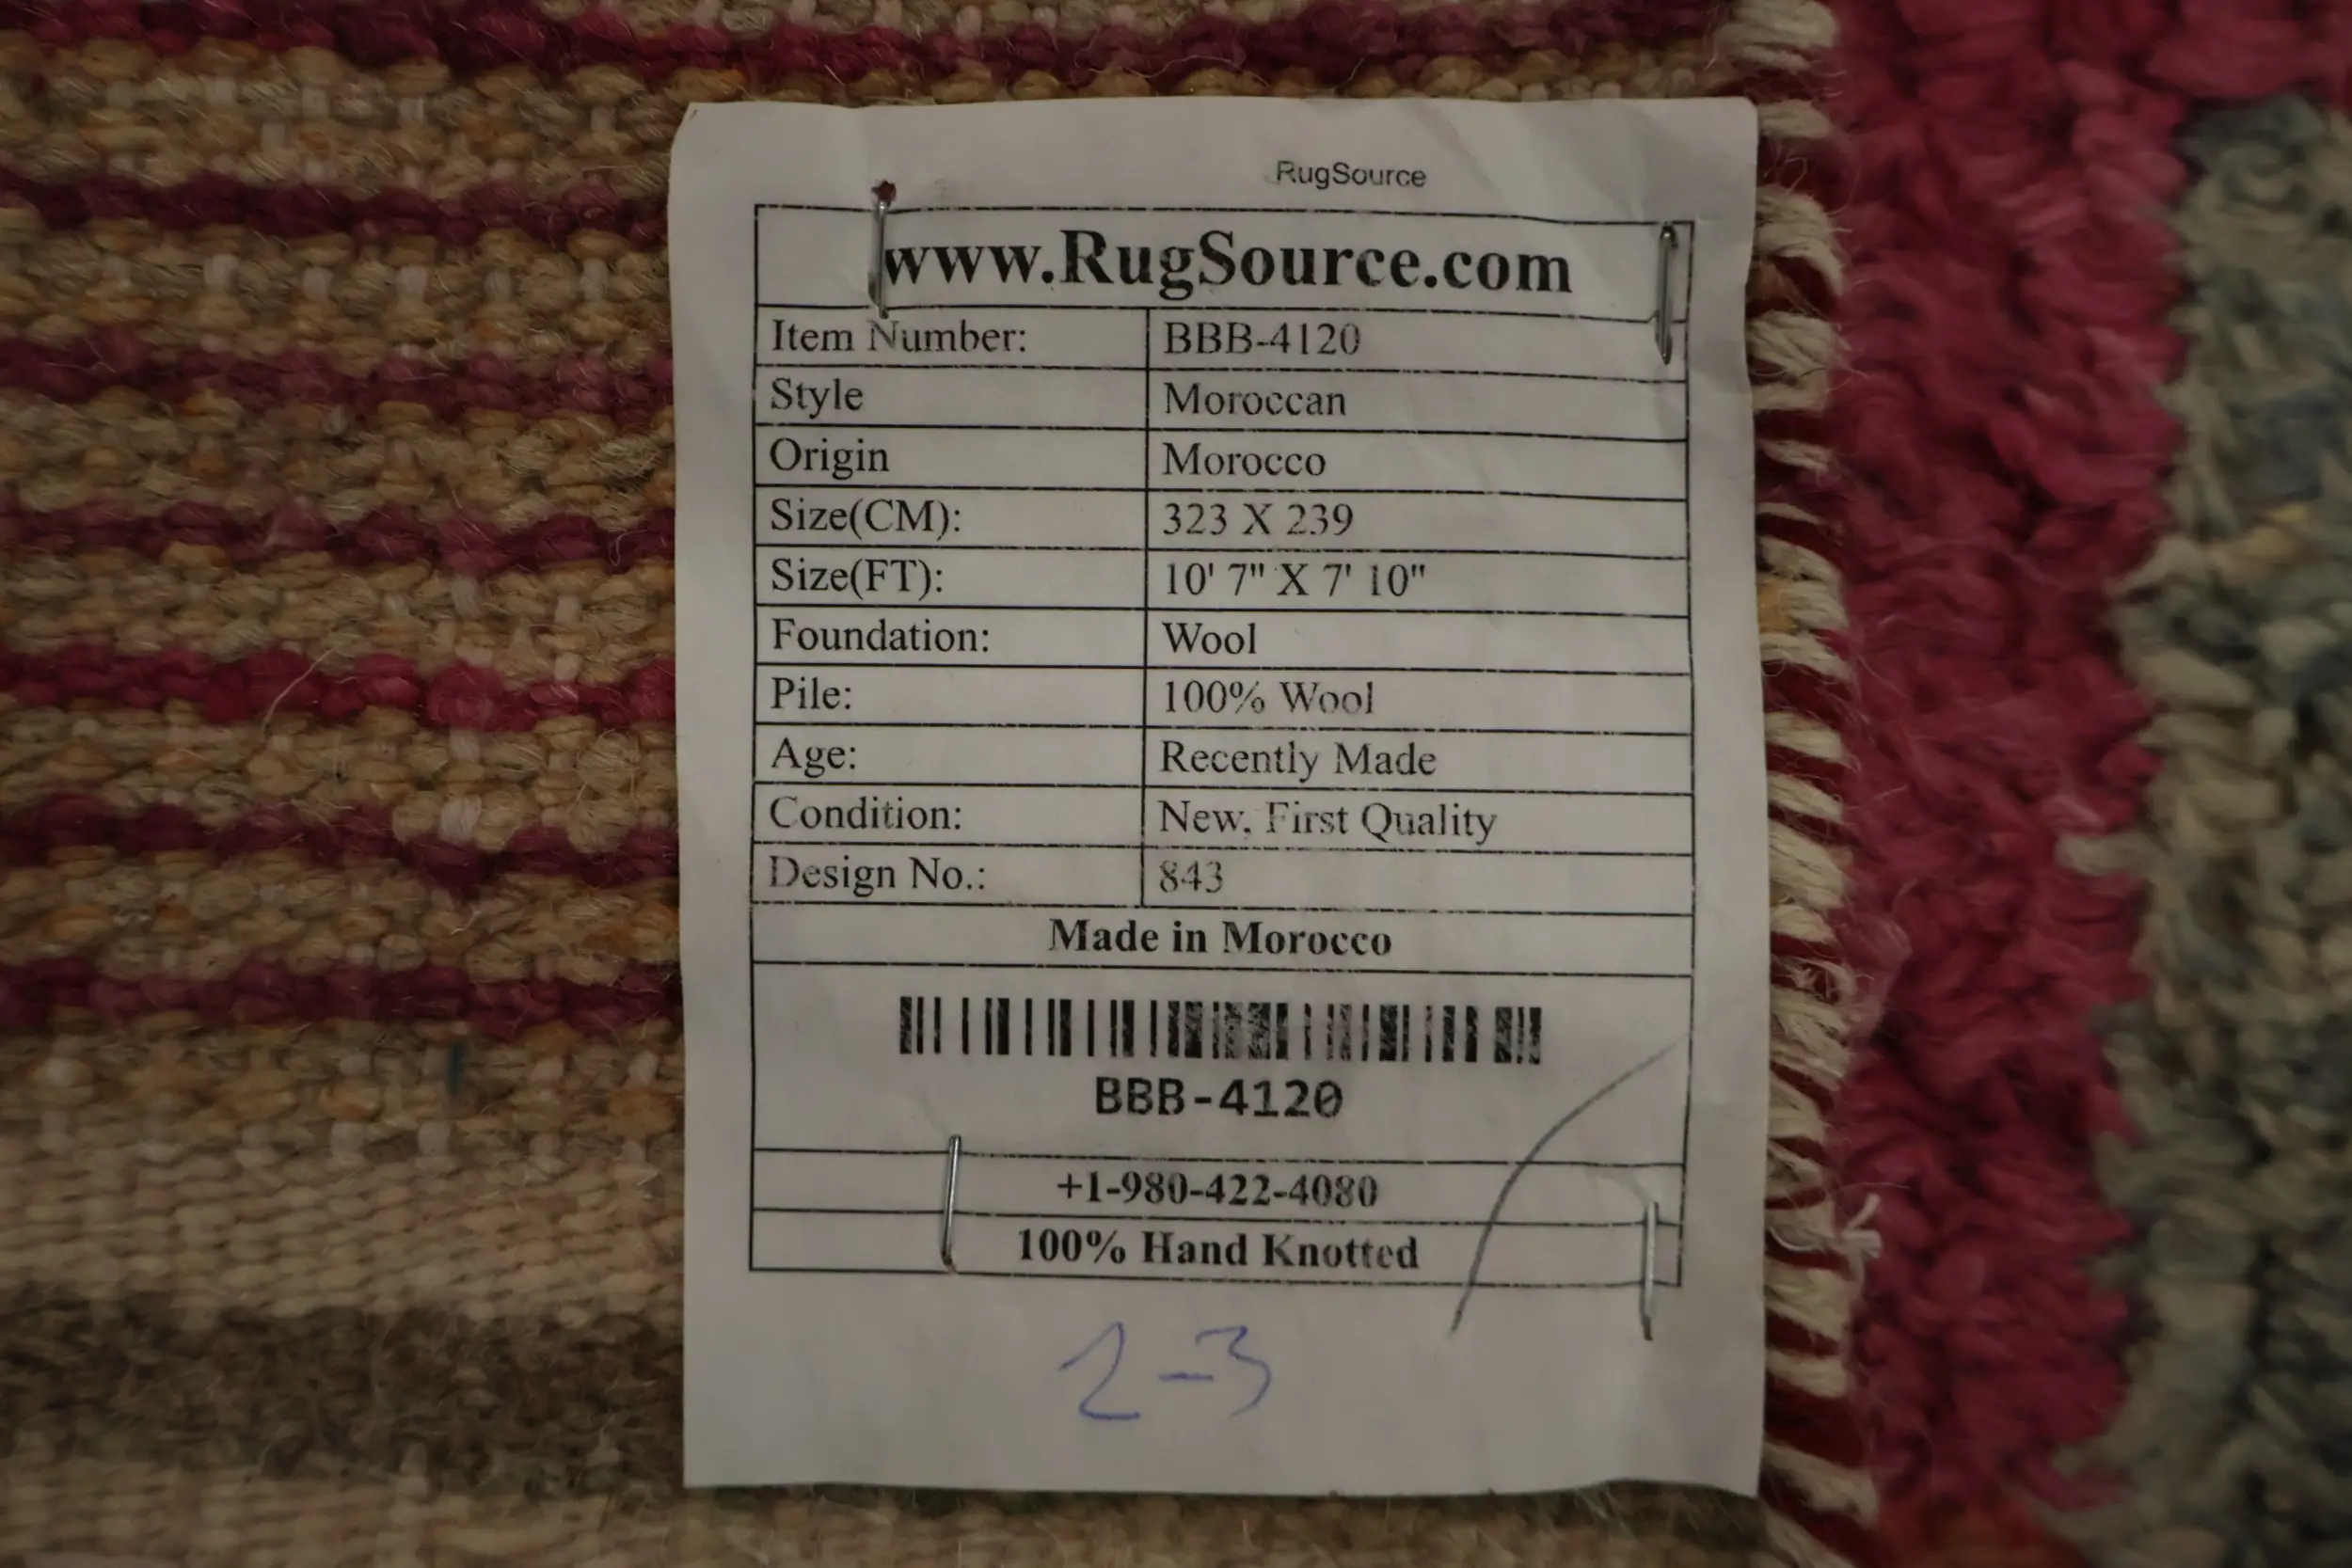 RugSource
www.RugSource.com
Item Number: BBB-4120
Style Moroccan
Origin Morocco
Size(CM): 323 X 239
Size(FT): 10' 7" X 7' 10"
Foundation: Wool
Pile: 100% Wool
Age: Recently Made
Condition: New, First Quality
Design No.: 843
Made in Morocco
BBB-4120
+1-980-422-4080
100% Hand Knotted
2-3